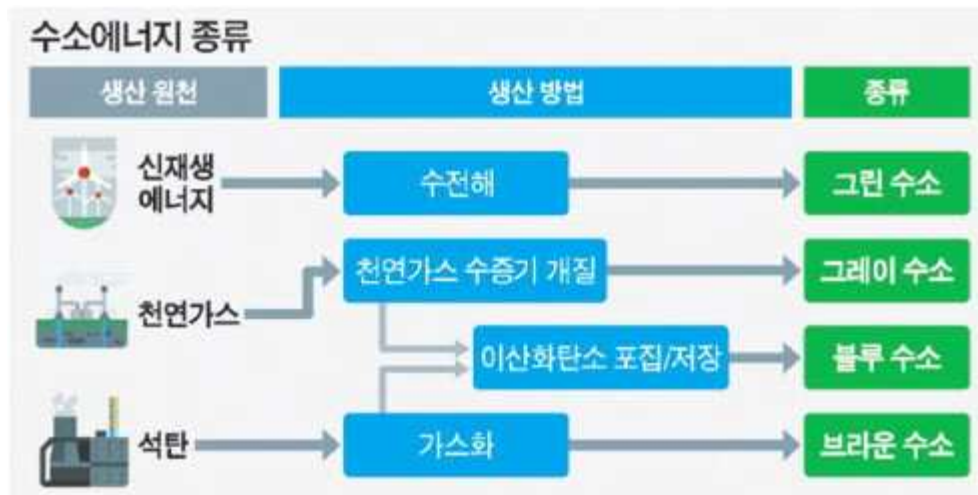 수소에너지 종류
생산 원천 생산 방법 종류
신재생
에너지
수전해 그린 수소
천연가스 수증기 개질 그레이 수소
천연가스
이산화탄소 포집/저장 블루 수소
석탄 가스화 브라운 수소